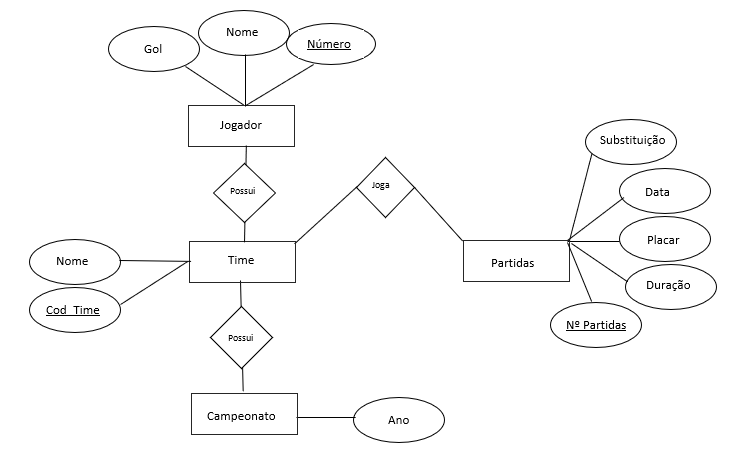 Gol
Nome
Número
Jogador
Possui
Joga
Substituição
Data
Placar
Duração
Nº Partidas
Partidas
Nome
Cod_Time
Time
Possui
Campeonato
Ano